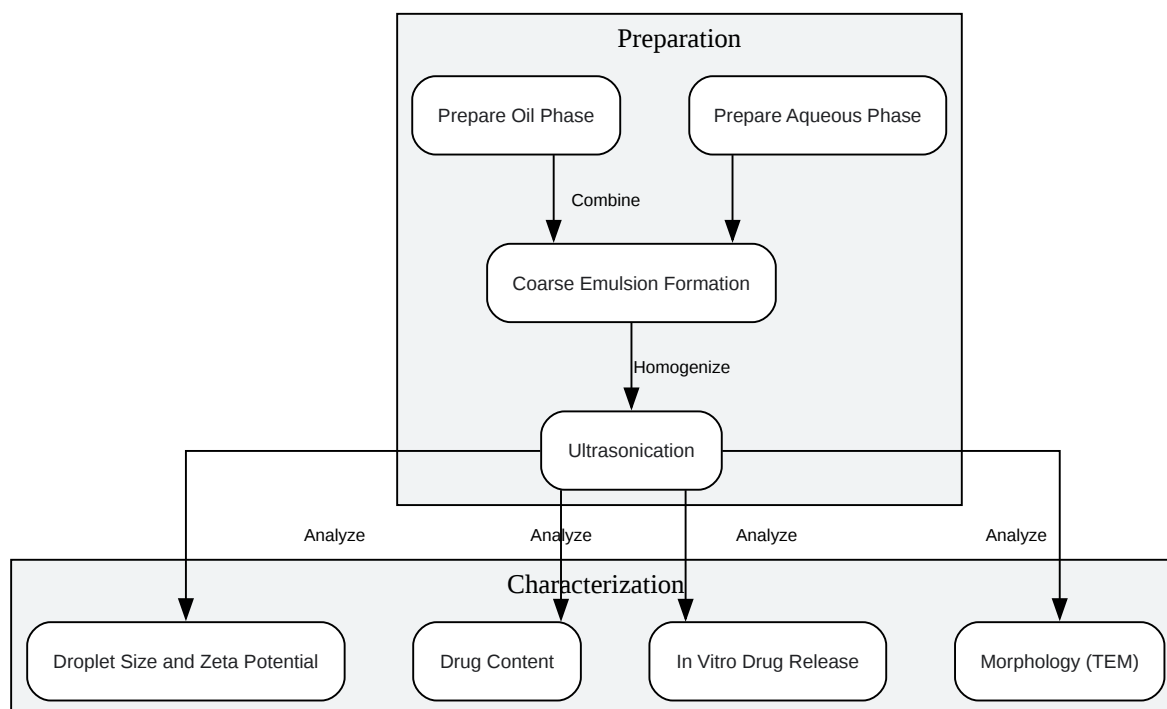 Preparation
Prepare Oil Phase
Prepare Aqueous Phase
Combine
Coarse Emulsion Formation
Homogenize
Ultrasonication
Analyze
Analyze
Analyze
Analyze
Characterization
Droplet Size and Zeta Potential
Drug Content
In Vitro Drug Release
Morphology (TEM)